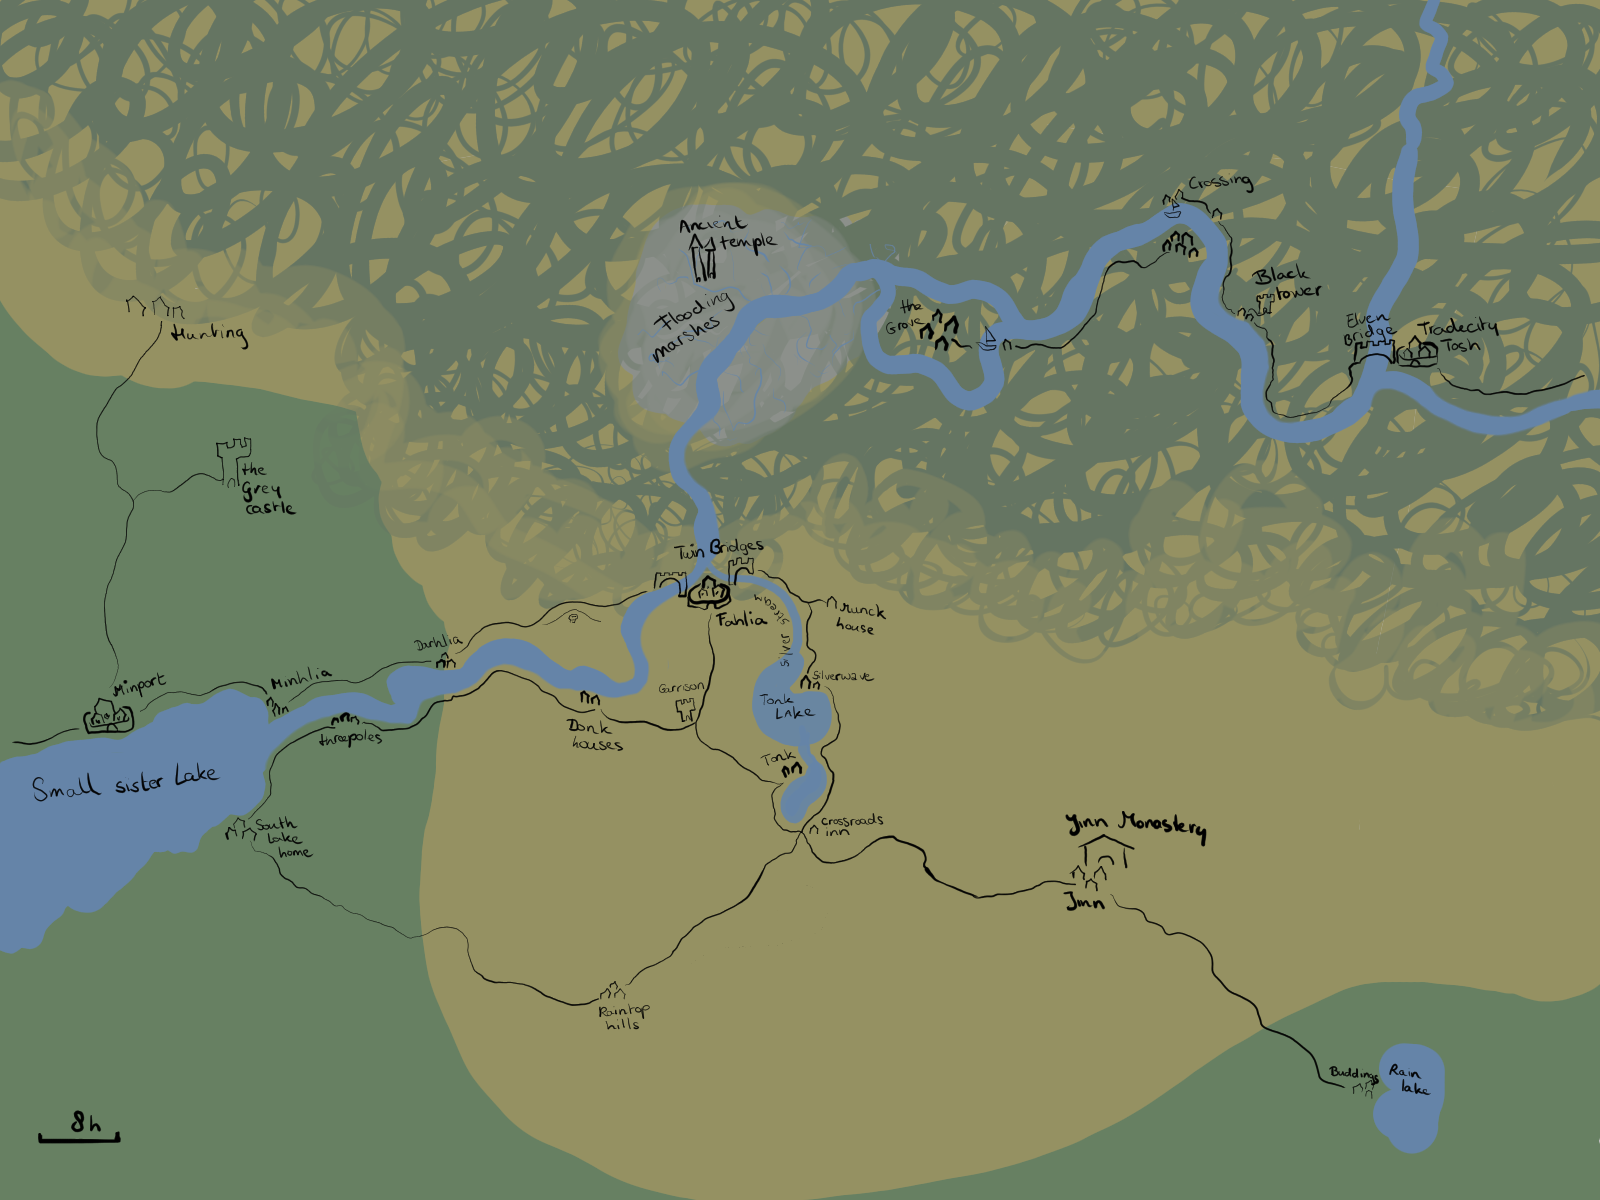 Crossing
Ancient
temple
Black
tower
Flooding
marshes
the
Grove
Elven
Bridge
Tradecity
Tosh
Hunting
the
Grey
castle
Twin Bridges
Fahlia
silver stream
runck
house
Darhlia
Minhlia
Minport
Silverwave
Garrison
Tonk
Lake
threepoles
Donk
houses
Tonk
Small sister Lake
South
Lake
home
crossroads
inn
Yinn Monastery
Jinn
Raintop
hills
Buddings
Rain
lake
8h